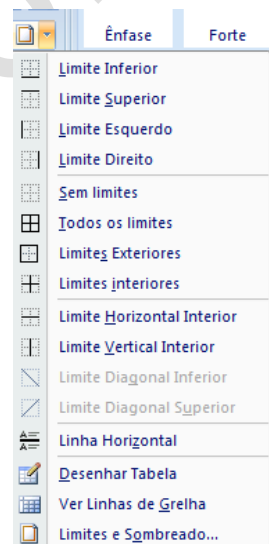 Ênfase Forte
Limite Inferior
Limite Superior
Limite Esquerdo
Limite Direito
Sem limites
Todos os limites
Limites Exteriores
Limites interiores
Limite Horizontal Interior
Limite Vertical Interior
Limite Diagonal Inferior
Limite Diagonal Superior
Linha Horizontal
Desenhar Tabela
Ver Linhas de Grelha
Limites e Sombreado...